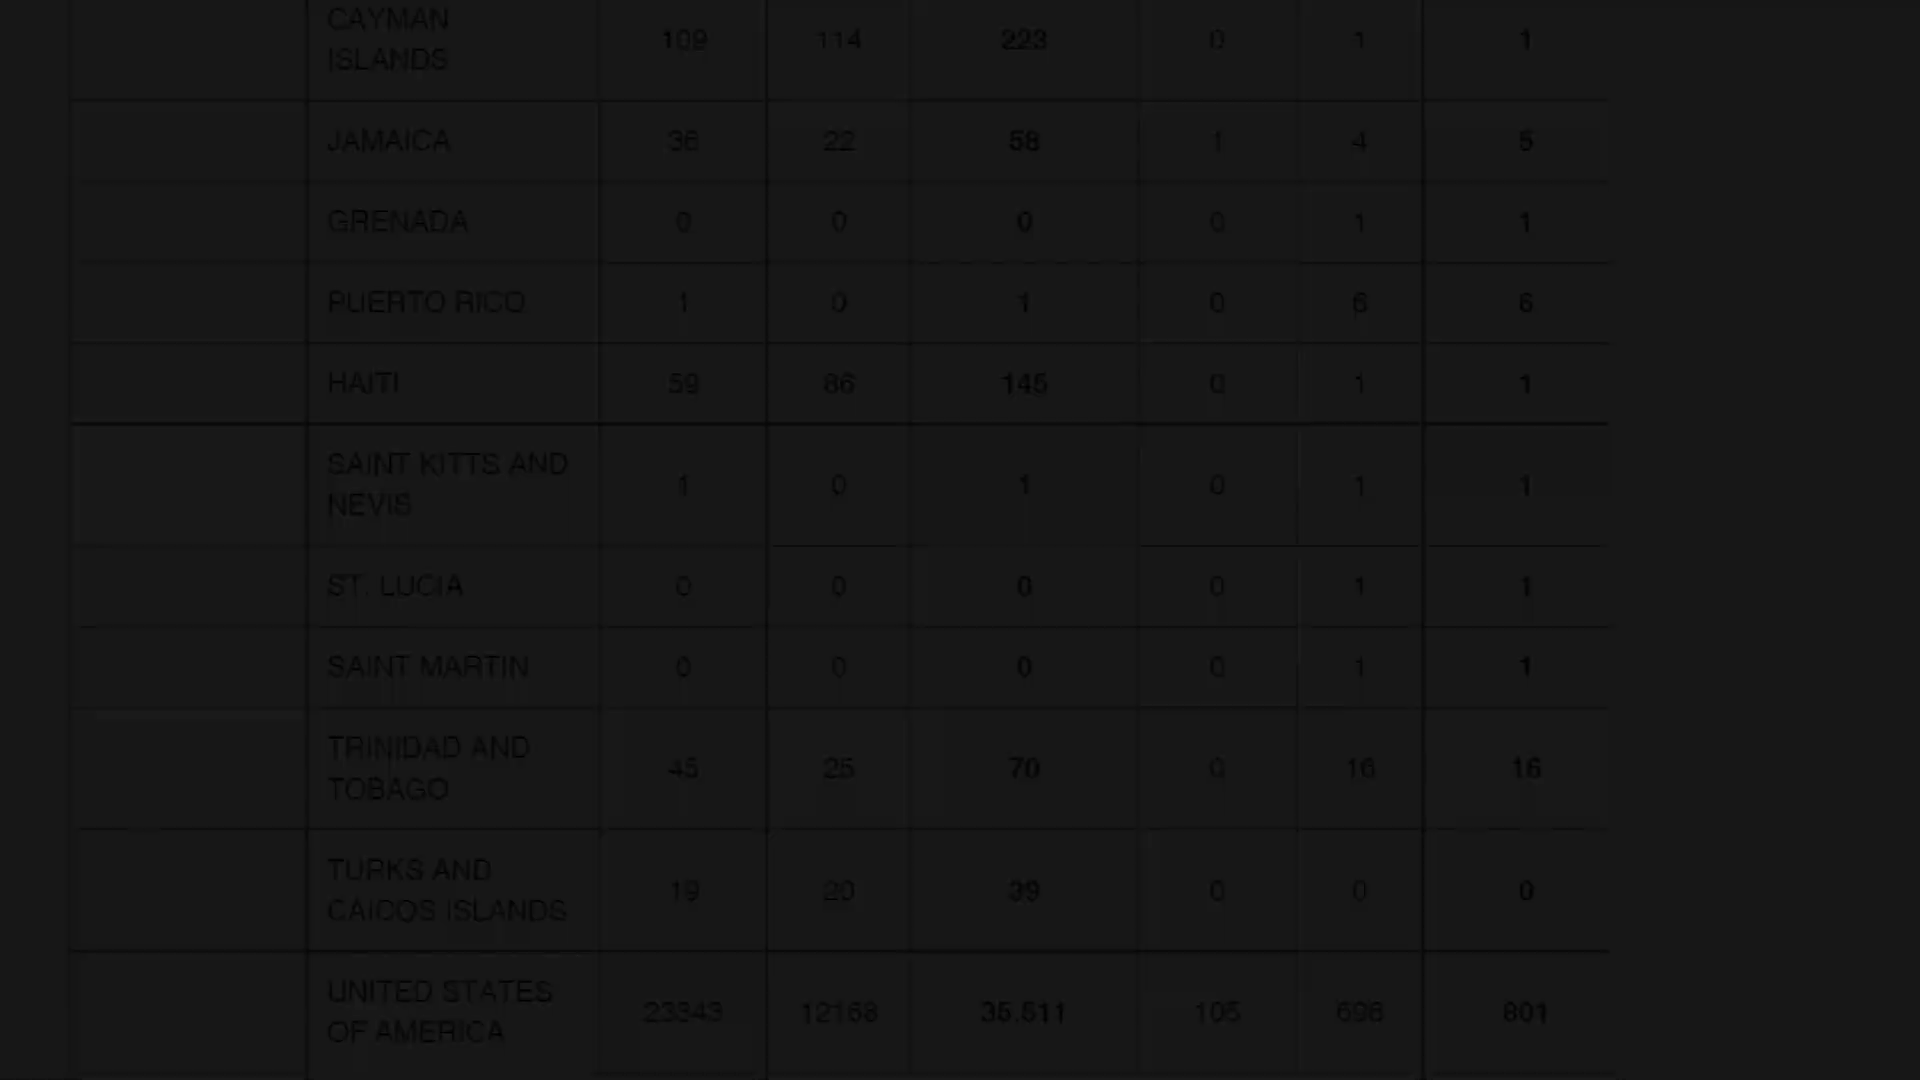 CAYMAN
ISLANDS 109 114 223 0 1 1
JAMAICA 36 22 58 1 4 5
GRENADA 0 0 0 0 1 1
PUERTO RICO 1 0 1 0 6 6
HAITI 59 86 145 0 1 1
SAINT KITTS AND
NEVIS 1 0 1 0 1 1
ST. LUCIA 0 0 0 0 1 1
SAINT MARTIN 0 0 0 0 1 1
TRINIDAD AND
TOBAGO 45 25 70 0 16 16
TURKS AND
CAICOS ISLANDS 19 20 39 0 0 0
UNITED STATES
OF AMERICA 23343 12168 35.511 105 696 801